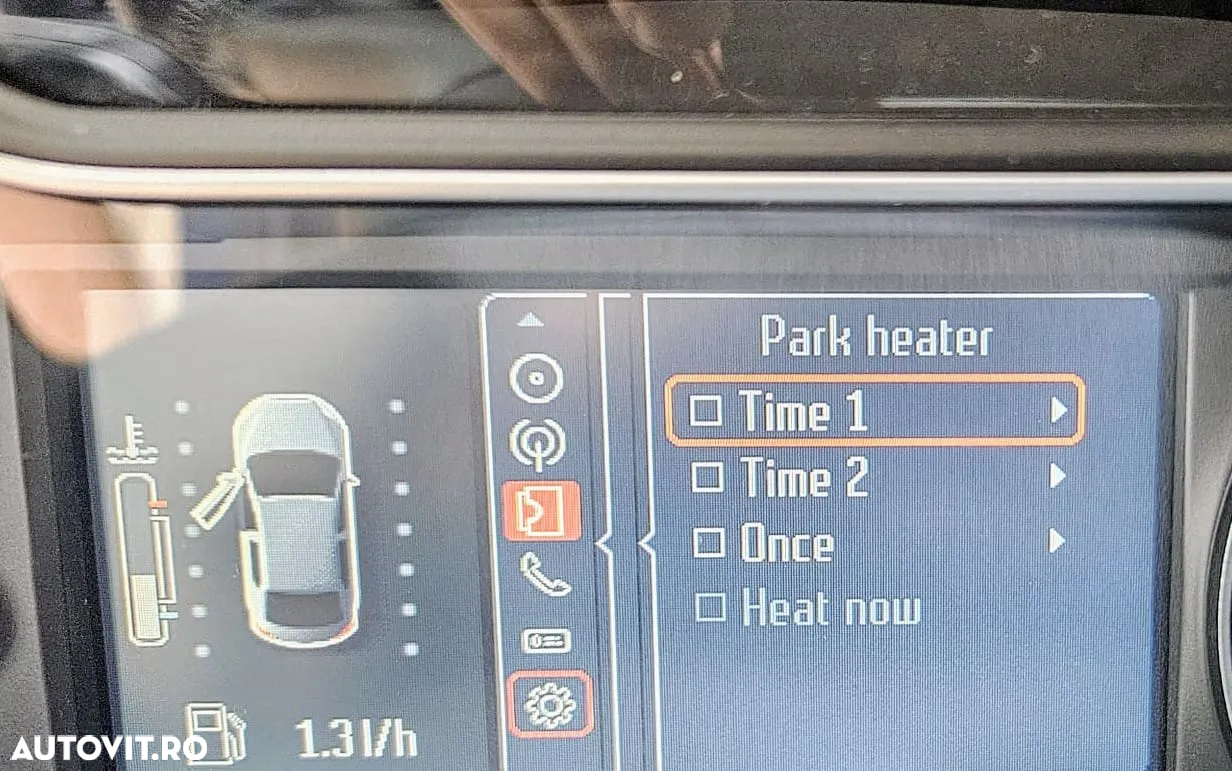 Park heater
Time 1
Time 2
Once
Heat now
1.3l/h
AUTOVIT.RO